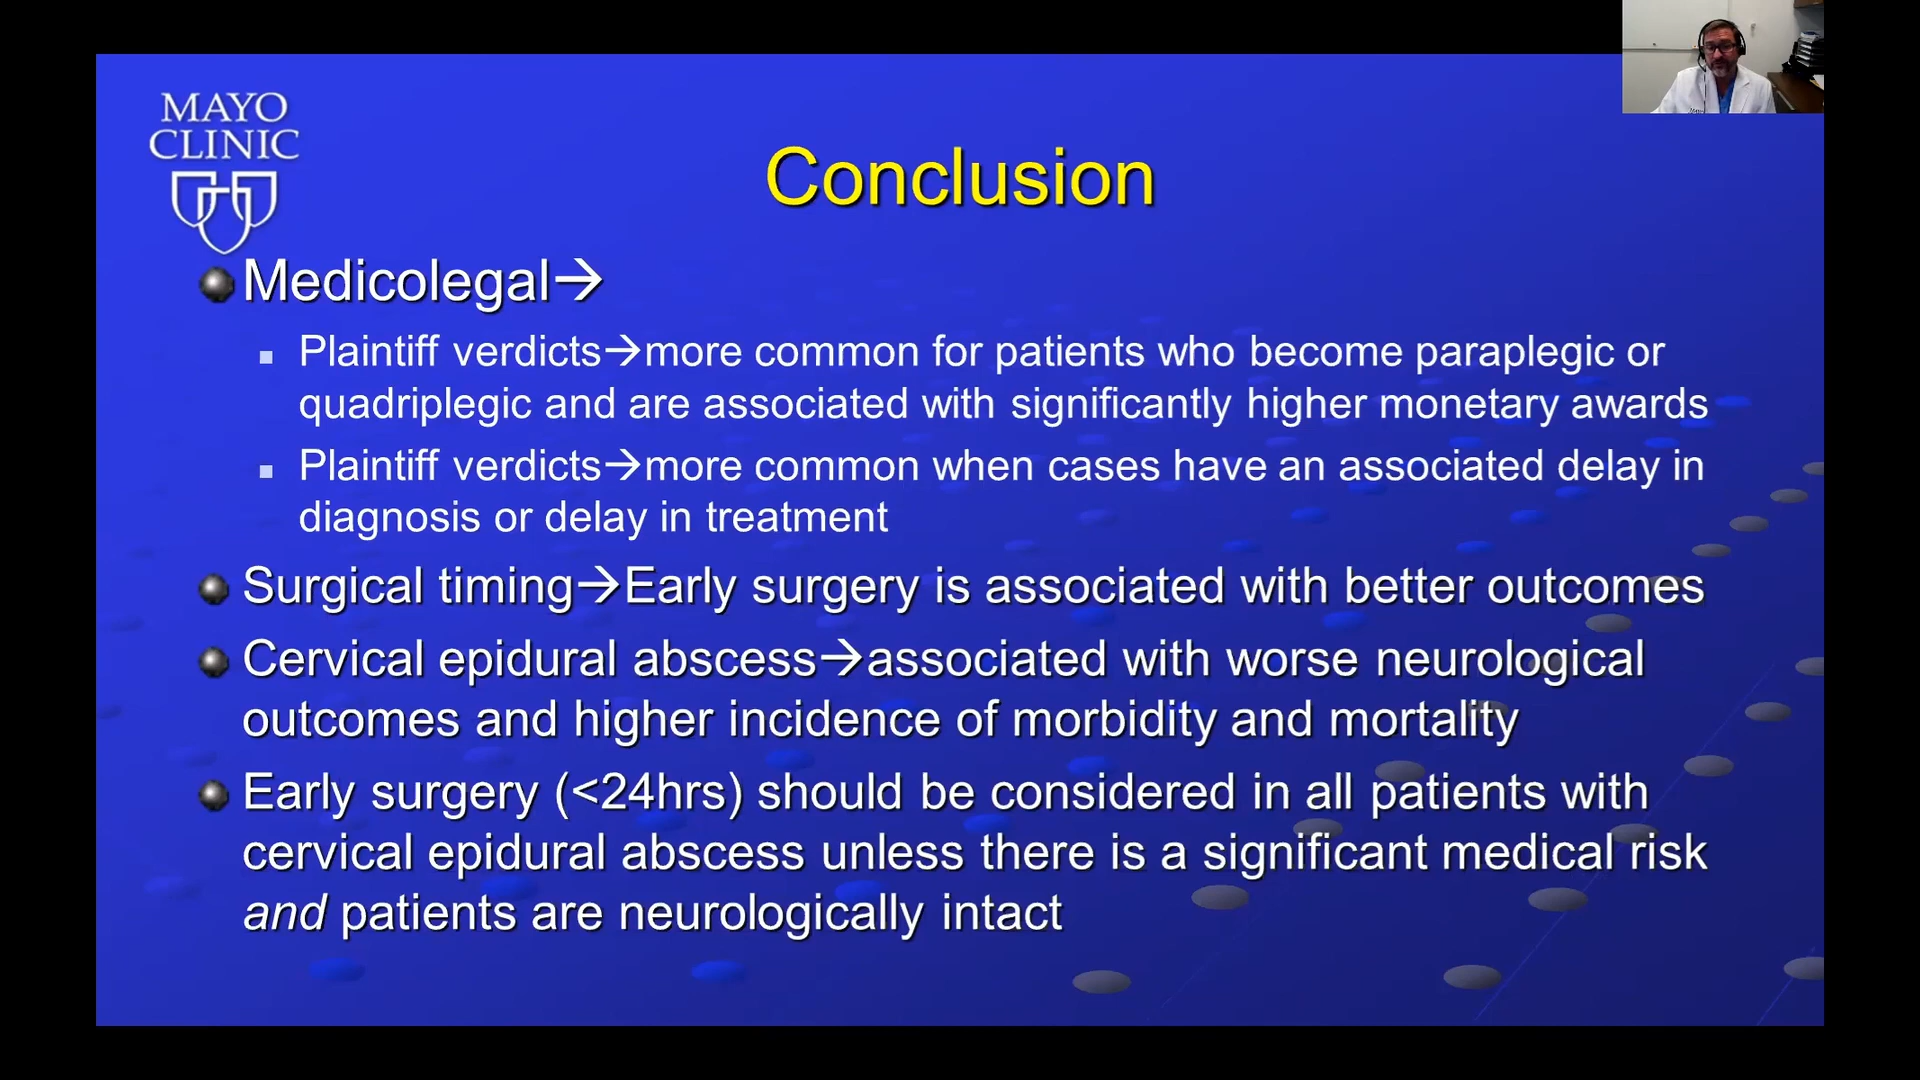 MAYO
CLINIC
Conclusion
Medicolegal→
Plaintiff verdicts→more common for patients who become paraplegic or
quadriplegic and are associated with significantly higher monetary awards
Plaintiff verdicts→more common when cases have an associated delay in
diagnosis or delay in treatment
Surgical timing→Early surgery is associated with better outcomes
Cervical epidural abscess→associated with worse neurological
outcomes and higher incidence of morbidity and mortality
Early surgery (<24hrs) should be considered in all patients with
cervical epidural abscess unless there is a significant medical risk
and patients are neurologically intact